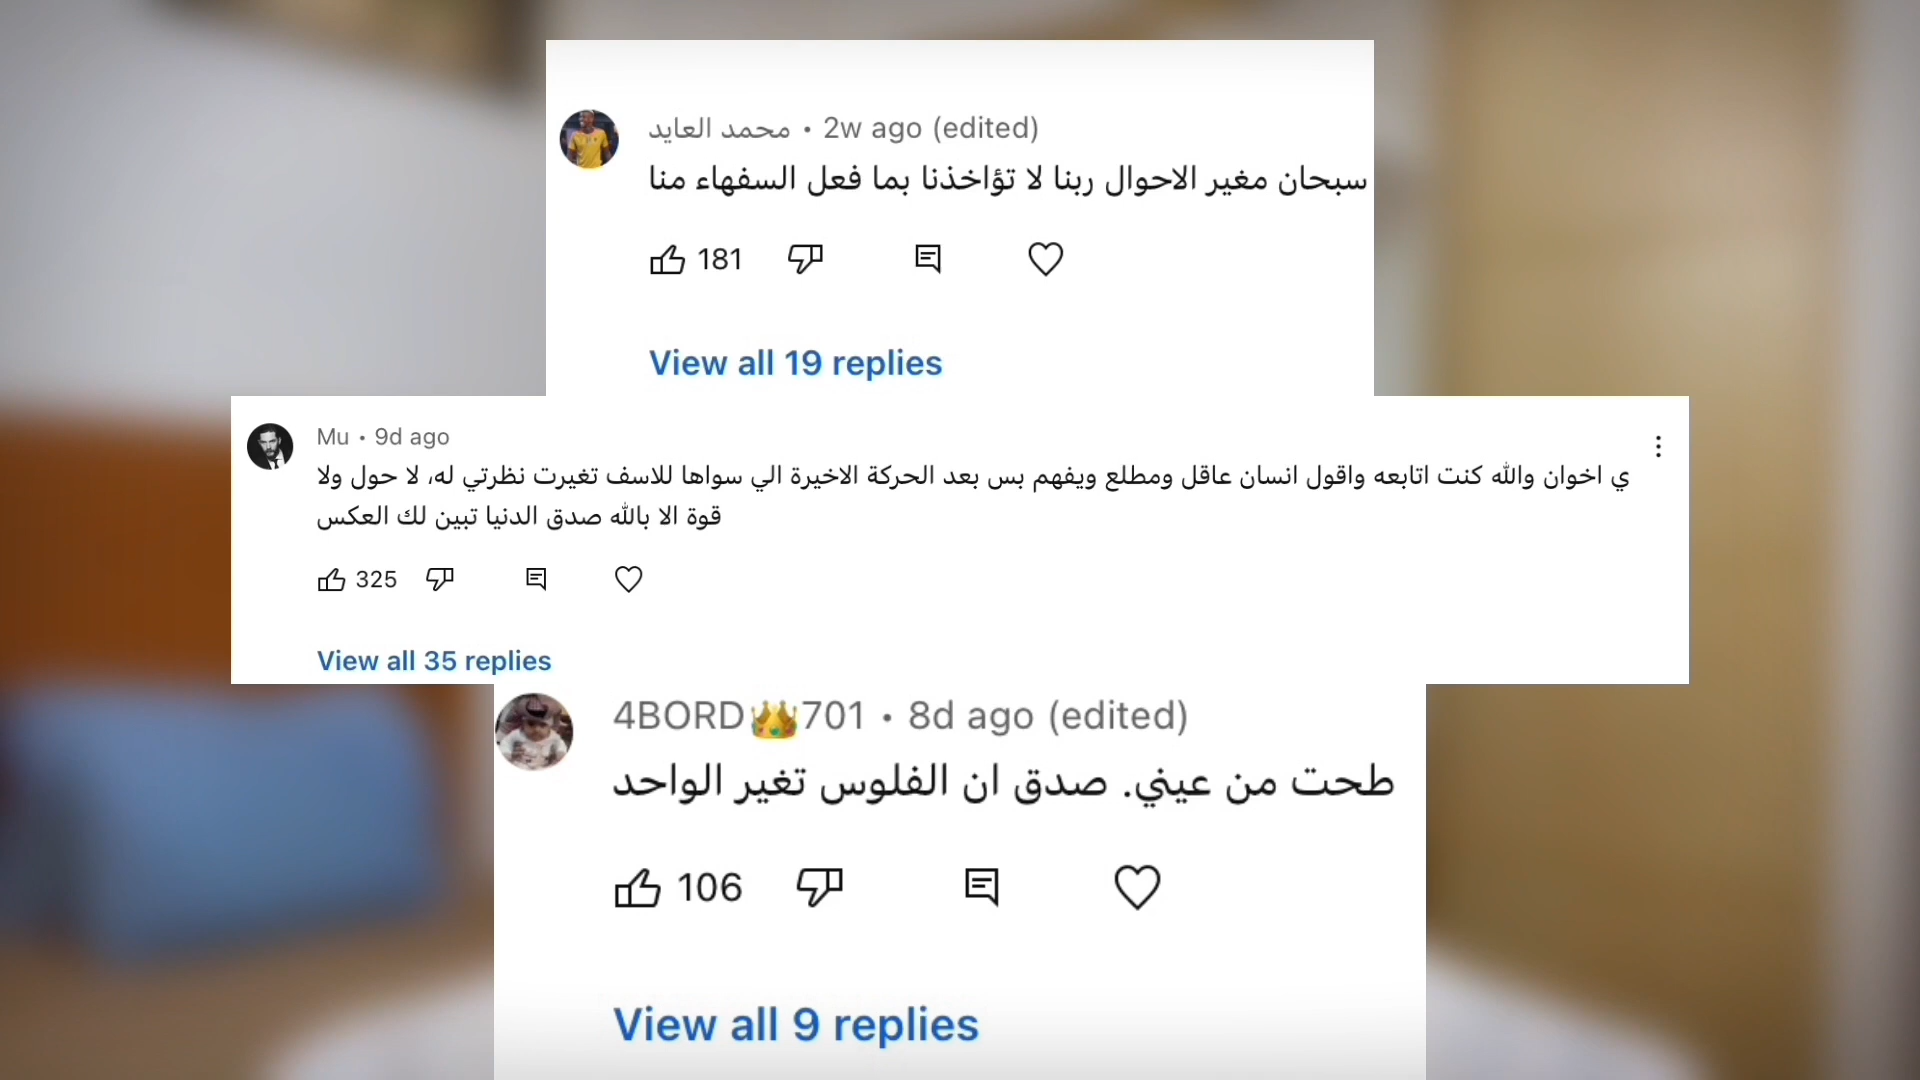 محمد العايد • 2w ago (edited)
سبحان مغير الاحوال ربنا لا تؤاخذنا بما فعل السفهاء منا
181
View all 19 replies
Mu • 9d ago
ي اخوان والله كنت اتابعه واقول انسان عاقل ومطلع ويفهم بس بعد الحركة الاخيرة الي سواها للاسف تغيرت نظرتي له، لا حول ولا
قوة الا بالله صدق الدنيا تبين لك العكس
325
View all 35 replies
4BORD👑701 • 8d ago (edited)
طحت من عيني. صدق ان الفلوس تغير الواحد
106
View all 9 replies